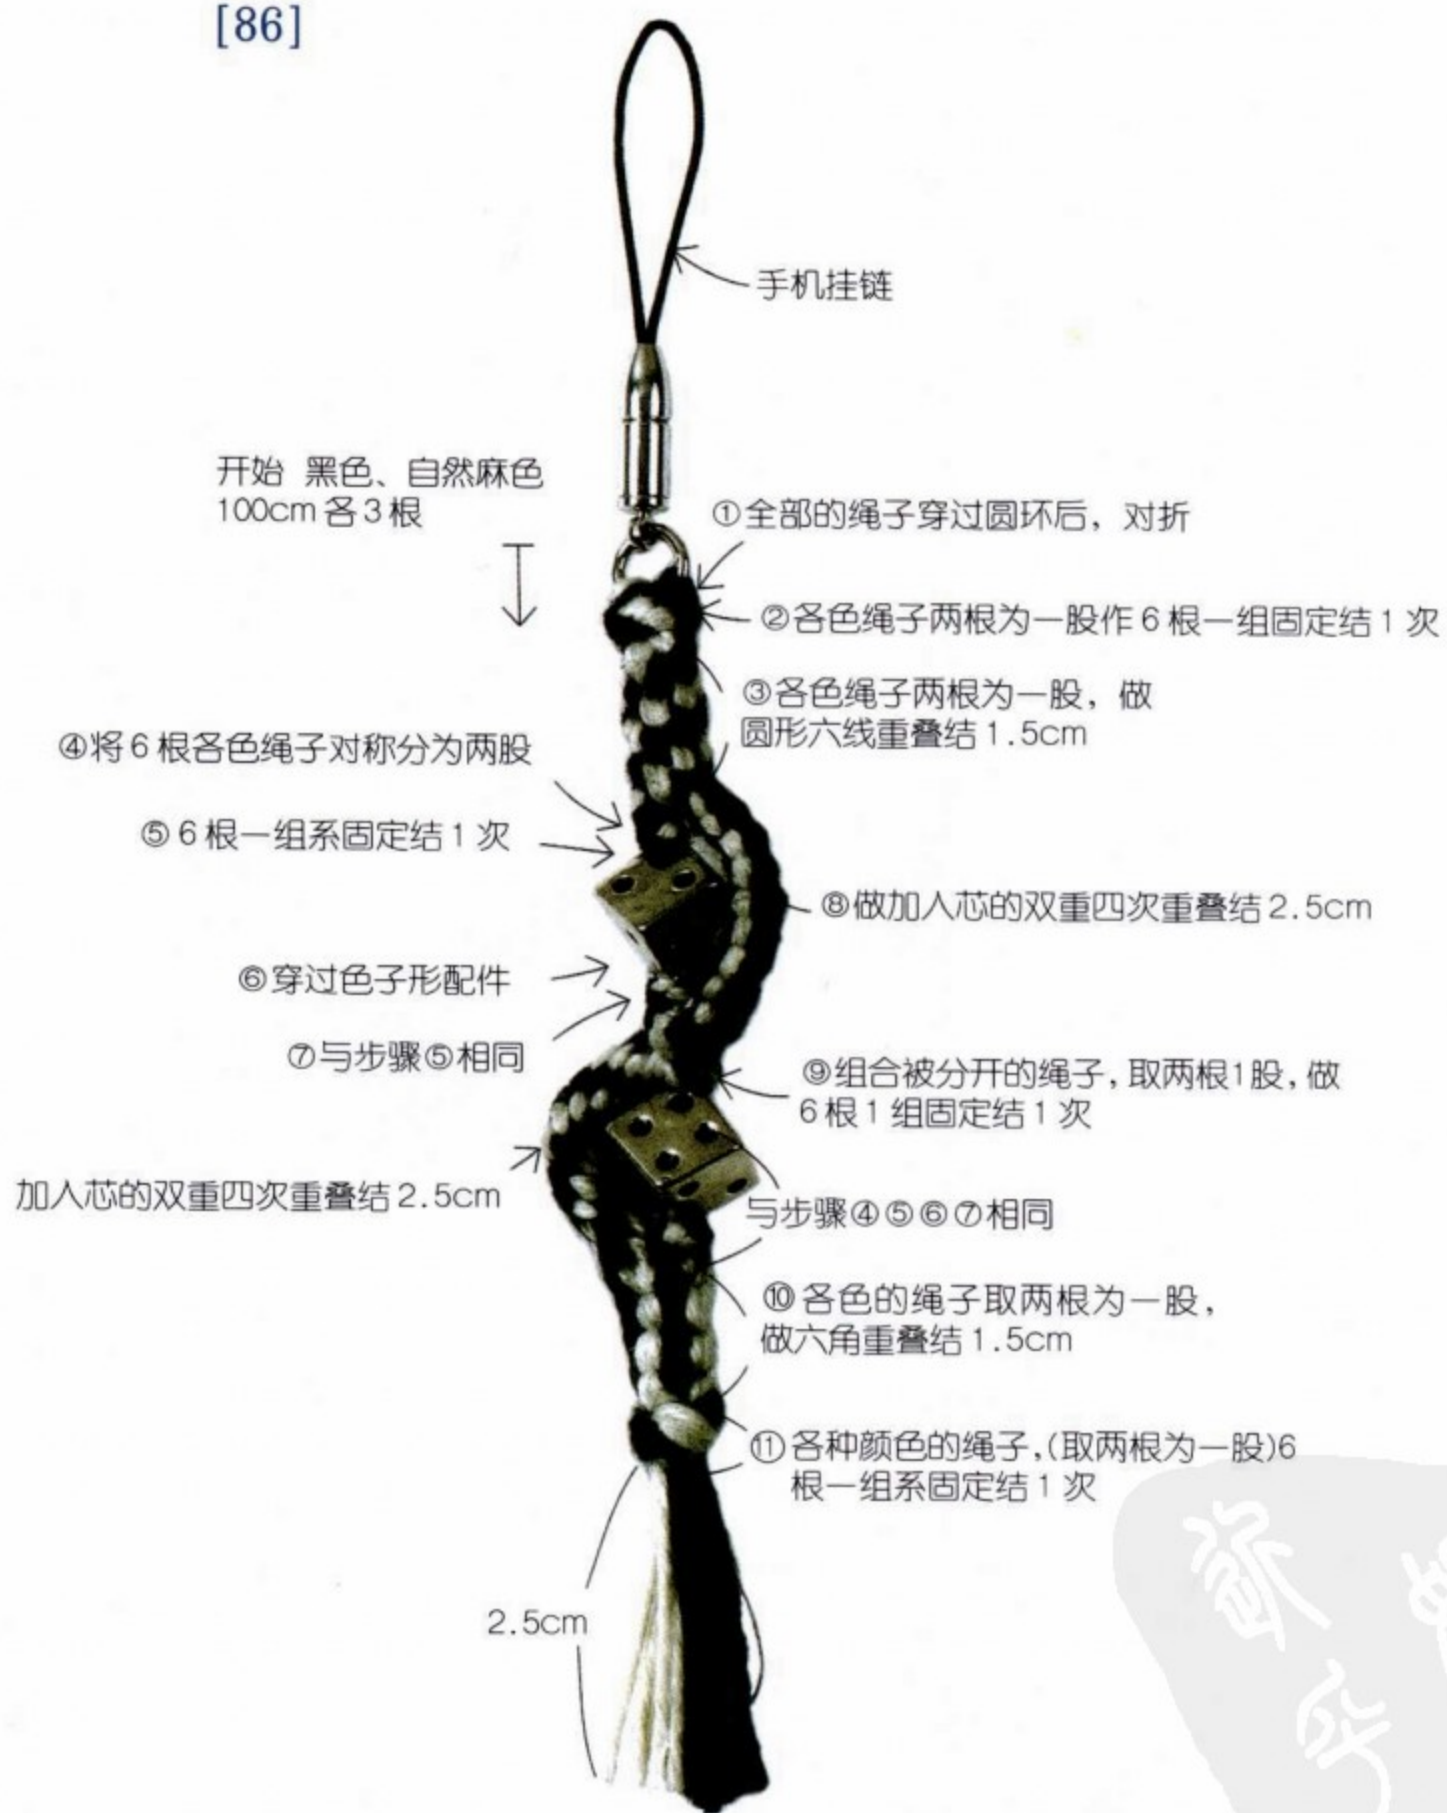 [86]
手机挂链
开始 黑色、自然麻色
100cm 各3根
①全部的绳子穿过圆环后，对折
②各色绳子两根为一股作6根一组固定结1次
③各色绳子两根为一股，做
圆形六线重叠结1.5cm
④将6根各色绳子对称分为两股
⑤6根一组系固定结1次
⑧做加入芯的双重四次重叠结2.5cm
⑥穿过色子形配件
⑦与步骤⑤相同
⑨组合被分开的绳子，取两根1股，做
6根1组固定结1次
加入芯的双重四次重叠结2.5cm
与步骤④⑤⑥⑦相同
⑩各色的绳子取两根为一股，
做六角重叠结1.5cm
⑪各种颜色的绳子，(取两根为一股)6
根一组系固定结1次
2.5cm